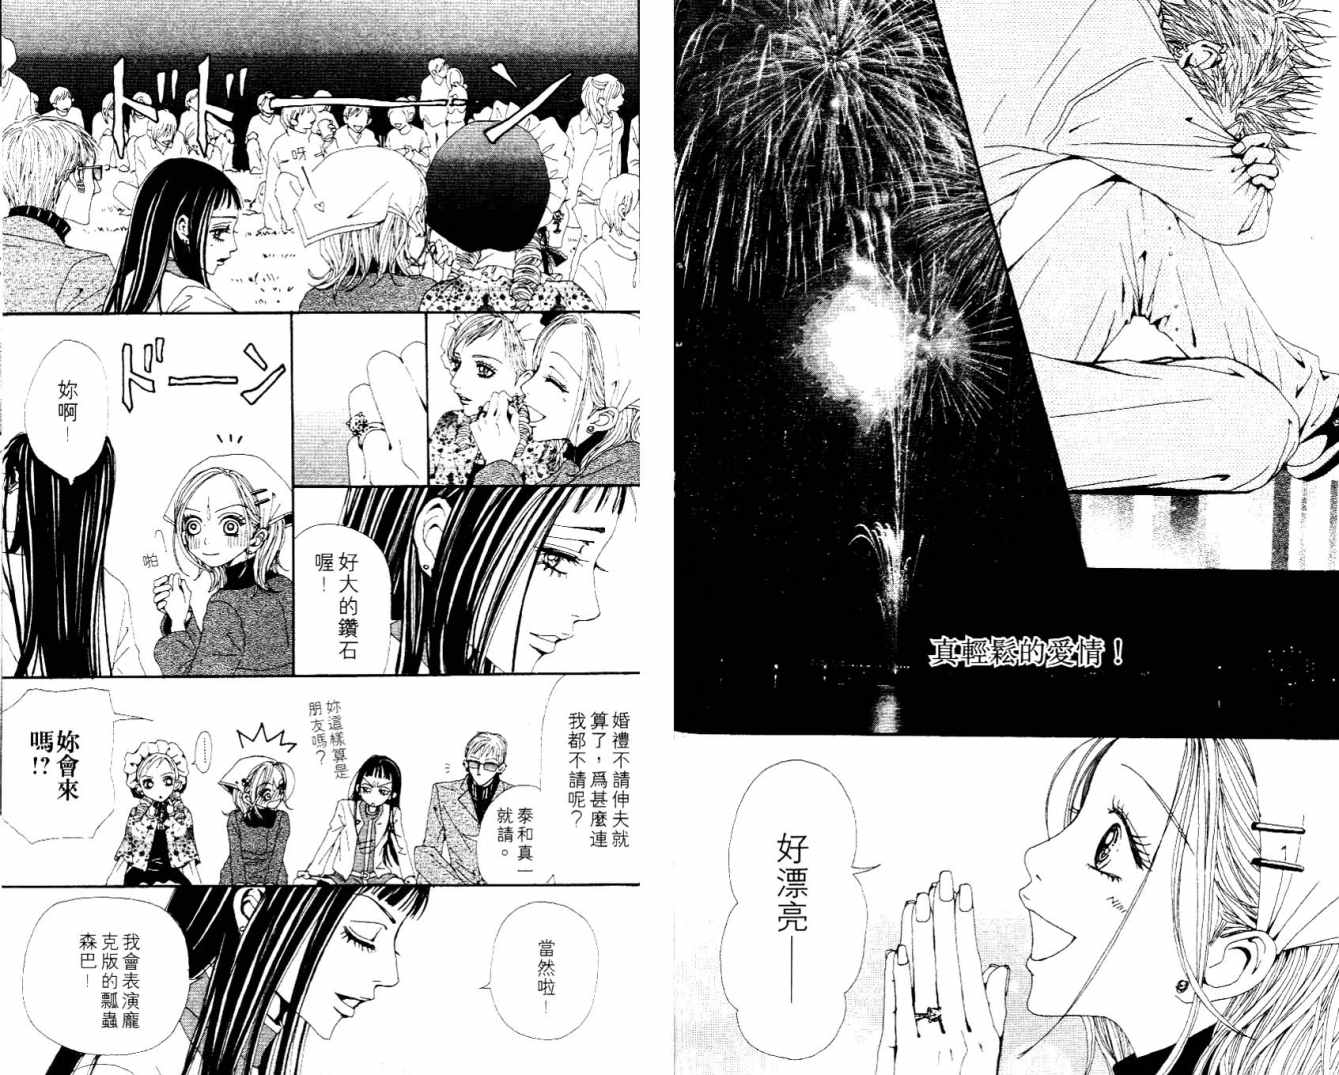 真輕鬆的愛情！
好漂亮——
ドドーン
呀
好大的鑽石
喔！
妳啊！
ドーン
啪
婚禮不請伸夫就
算了，爲甚麼連
我都不請呢？
泰和真一
就請。
妳這樣算是
朋友嗎？
……
妳會來
嗎!?
當然啦！
我會表演龐
克版的瓢蟲
森巴！